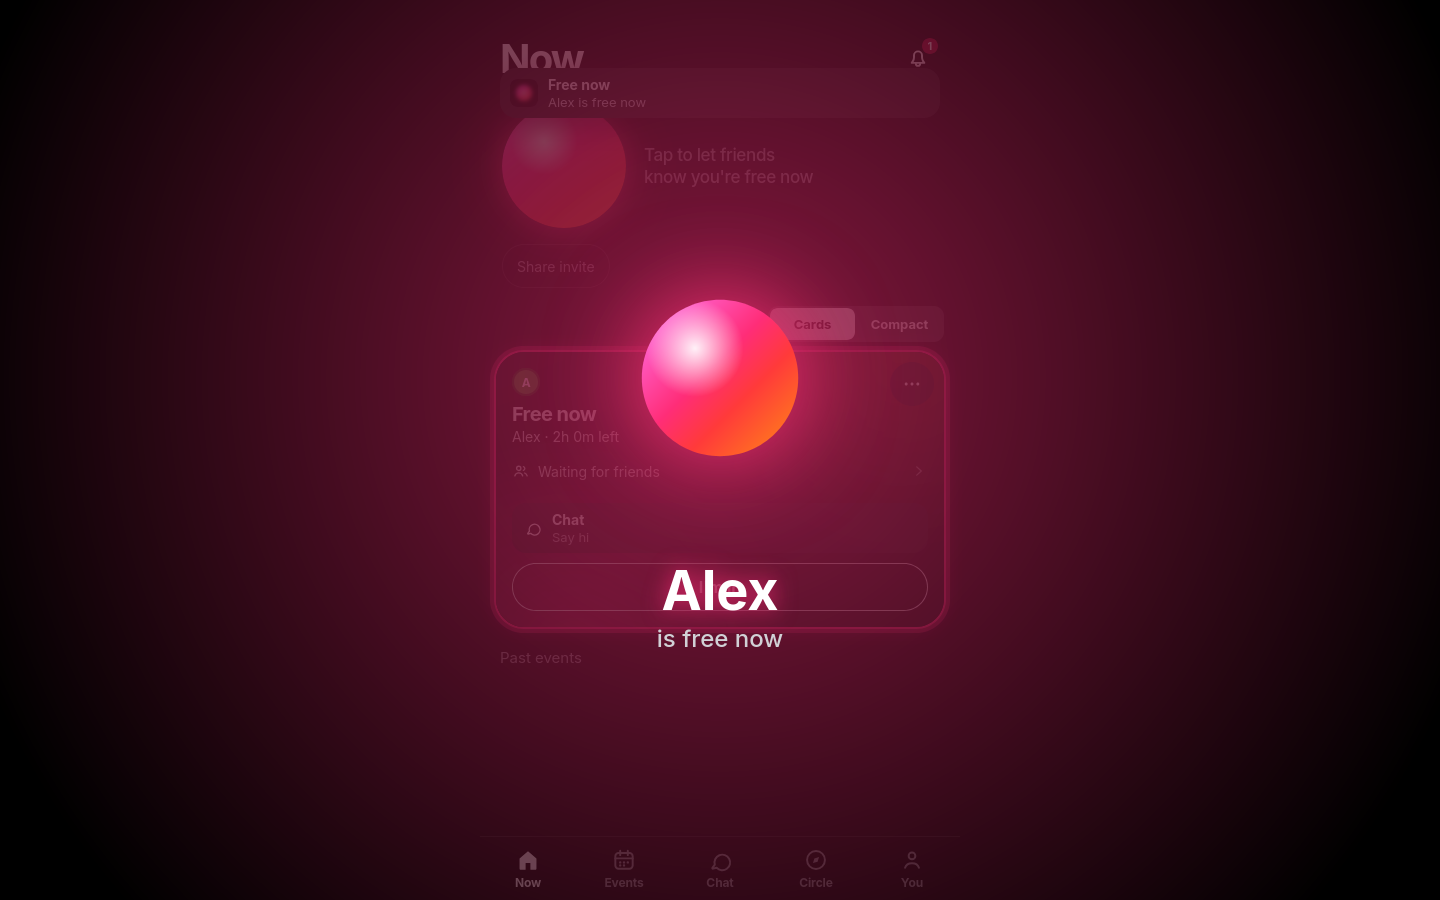 Now
1
Free now
Alex is free now
Tap to let friends
know you're free now
Share invite
Cards
Compact
A
Free now
Alex · 2h 0m left
Waiting for friends
Chat
Say hi
Alex
is free now
Past events
Now
Events
Chat
Circle
You